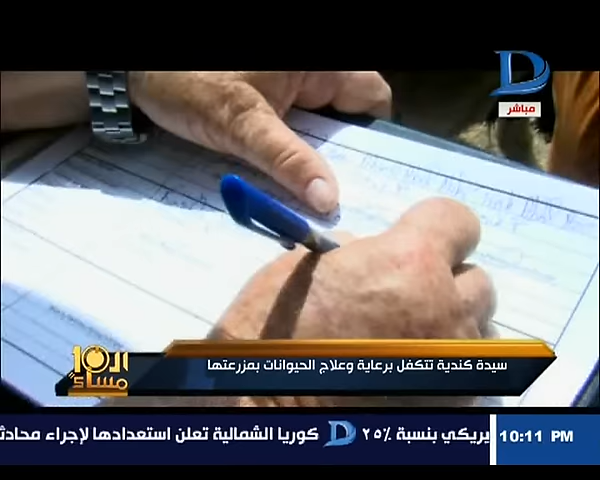 D
مباشر
الـ10
مساءً
سيدة كندية تتكفل برعاية وعلاج الحيوانات بمزرعتها
يريكي بنسبة ٢٥٪ D كوريا الشمالية تعلن استعدادها لإجراء محادث
10:11 PM